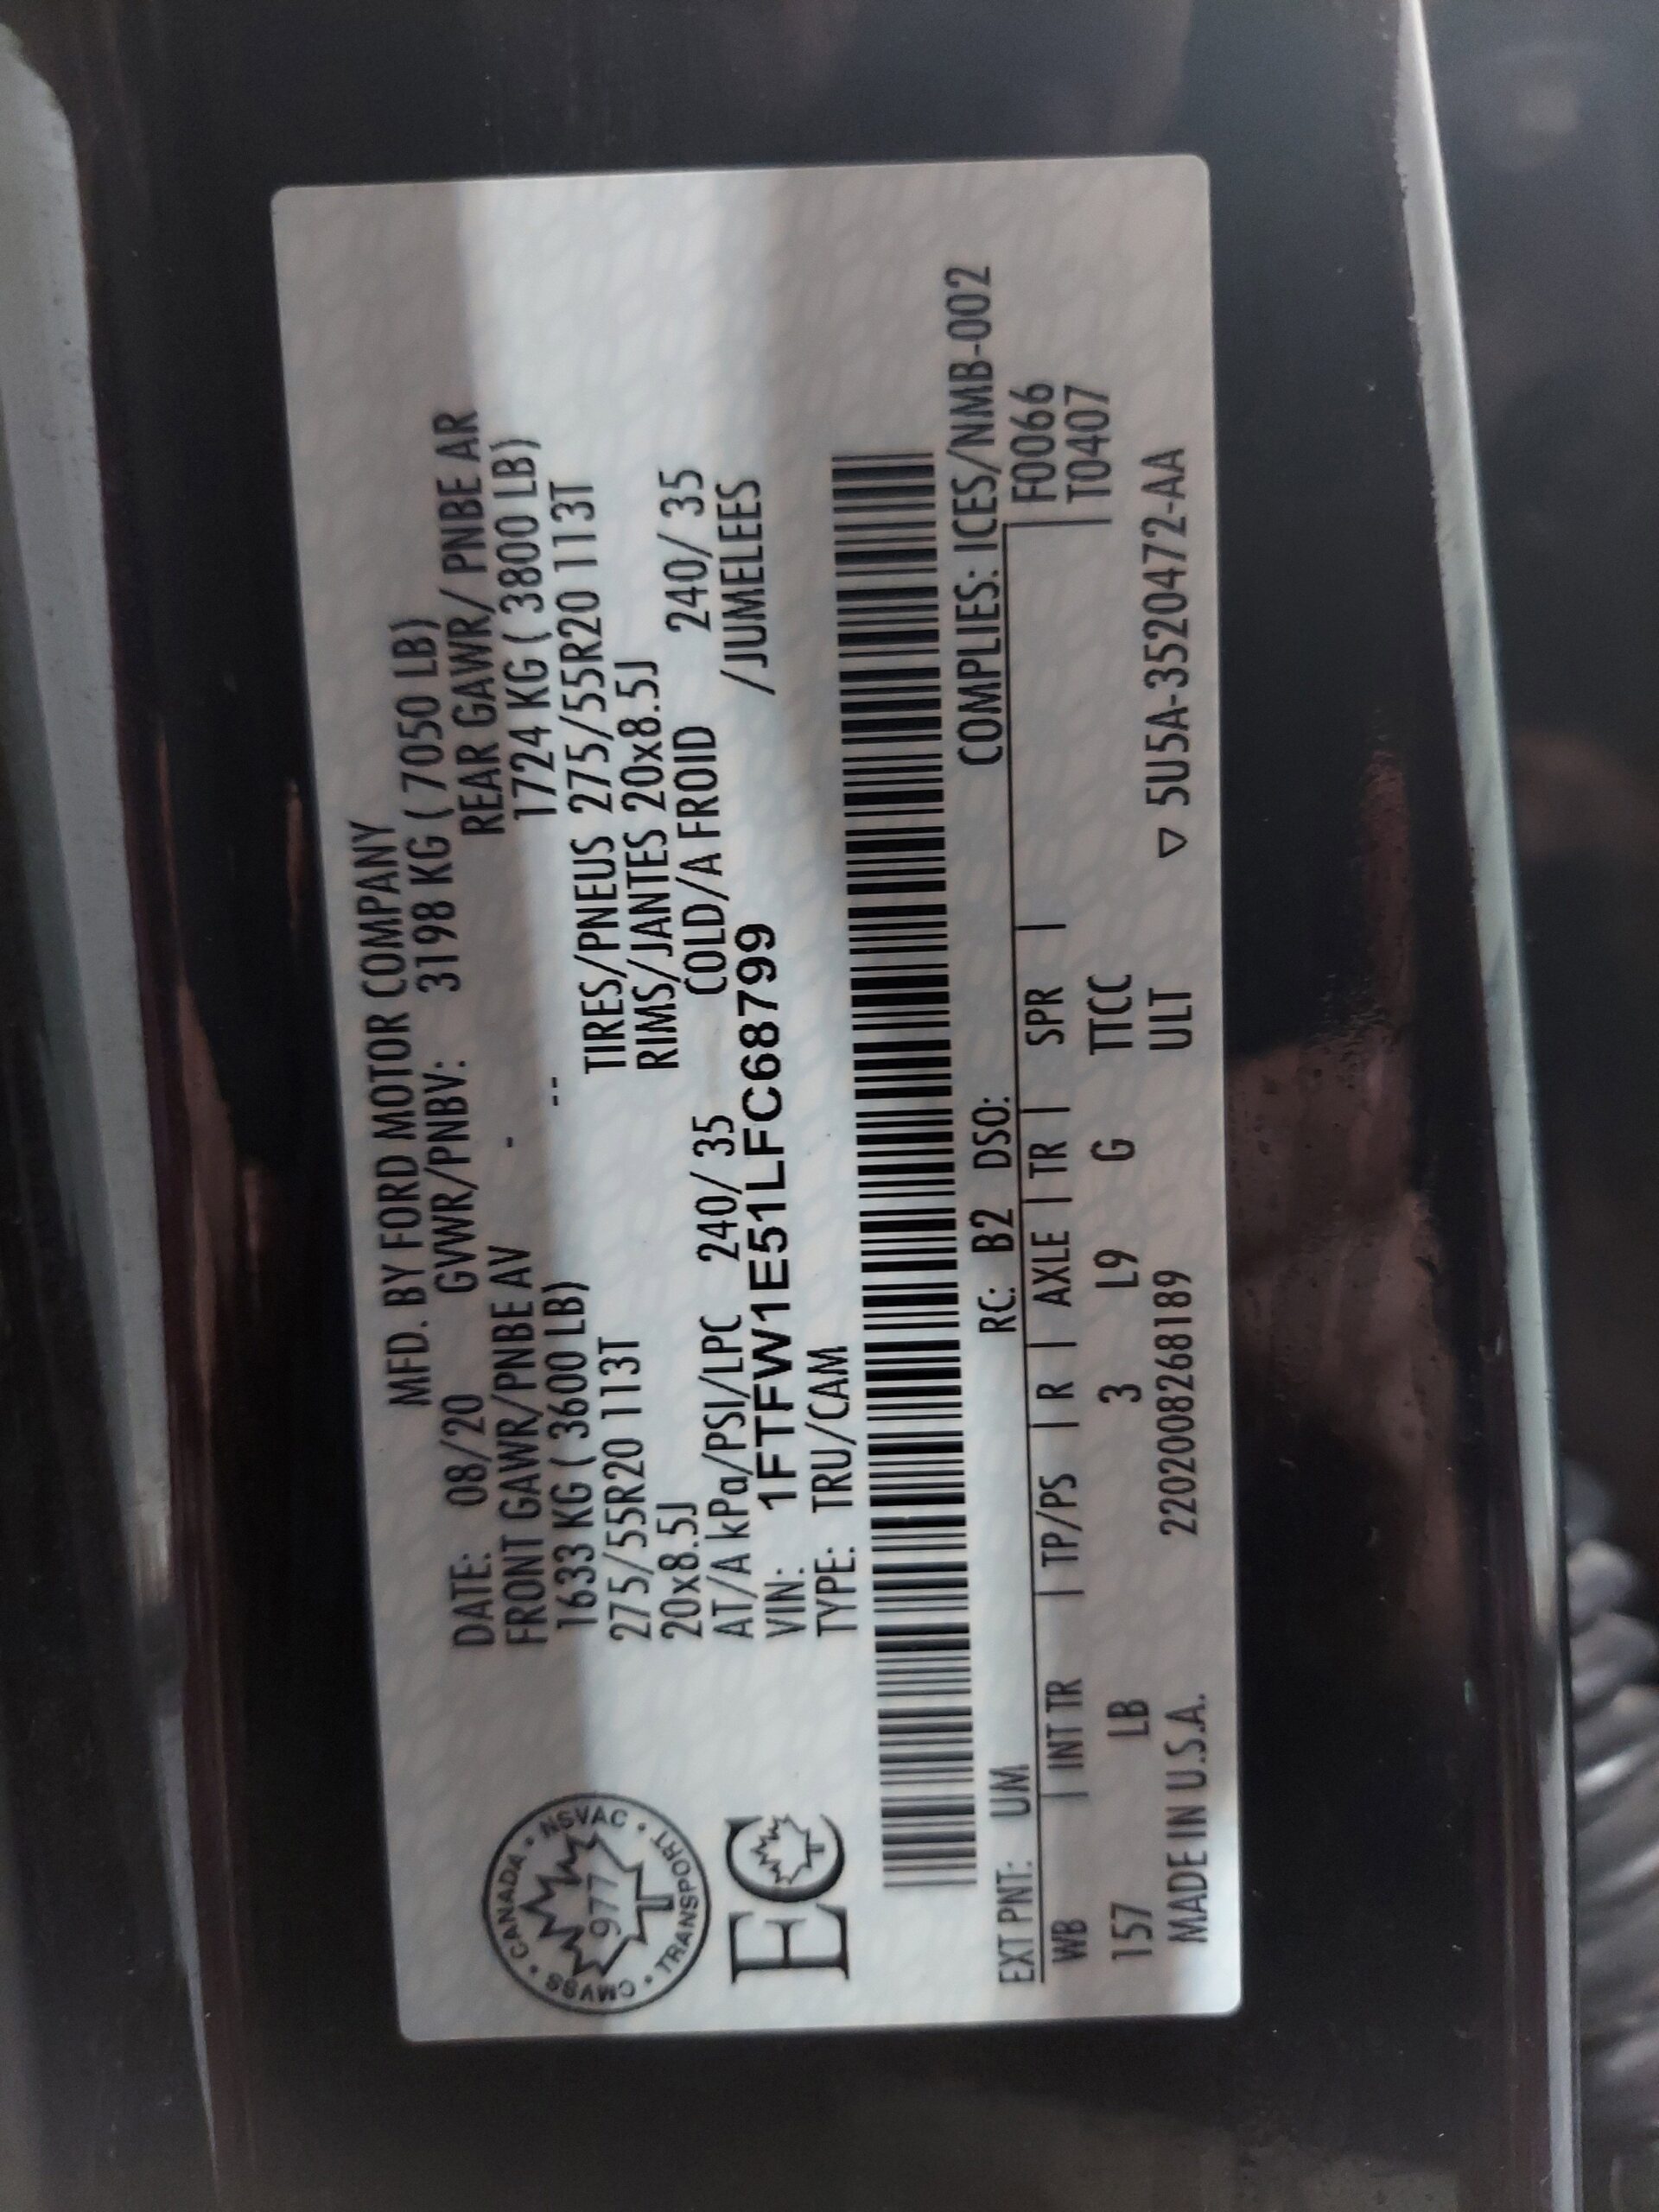 MFD. BY FORD MOTOR COMPANY
DATE: 08/20 GVWR/PNBV: 3198 KG ( 7050 LB)
FRONT GAWR/PNBE AV - REAR GAWR/ PNBE AR
1633 KG ( 3600 LB) -- 1724 KG ( 3800 LB)
275/55R20 113T TIRES/PNEUS 275/55R20 113T
20x8.5J RIMS/JANTES 20x8.5J
AT/A kPa/PSI/LPC 240/ 35 COLD/A FROID 240/ 35
VIN: 1FTFW1E51LFC68799 /JUMELEES
TYPE: TRU/CAM
CANADA • NSVAC • TRANSPORT • TRANSPORT • CMVSS •
977
EC
RC: B2 DSO: COMPLIES: ICES/NMB-002
EXT PNT: UM F0066
WB | INT TR | TP/PS | R | AXLE | TR | SPR | T0407
157 LB 3 L9 G TTCC
MADE IN U.S.A. 220200826818​9 ULT ▽ 5U5A-3520472-AA